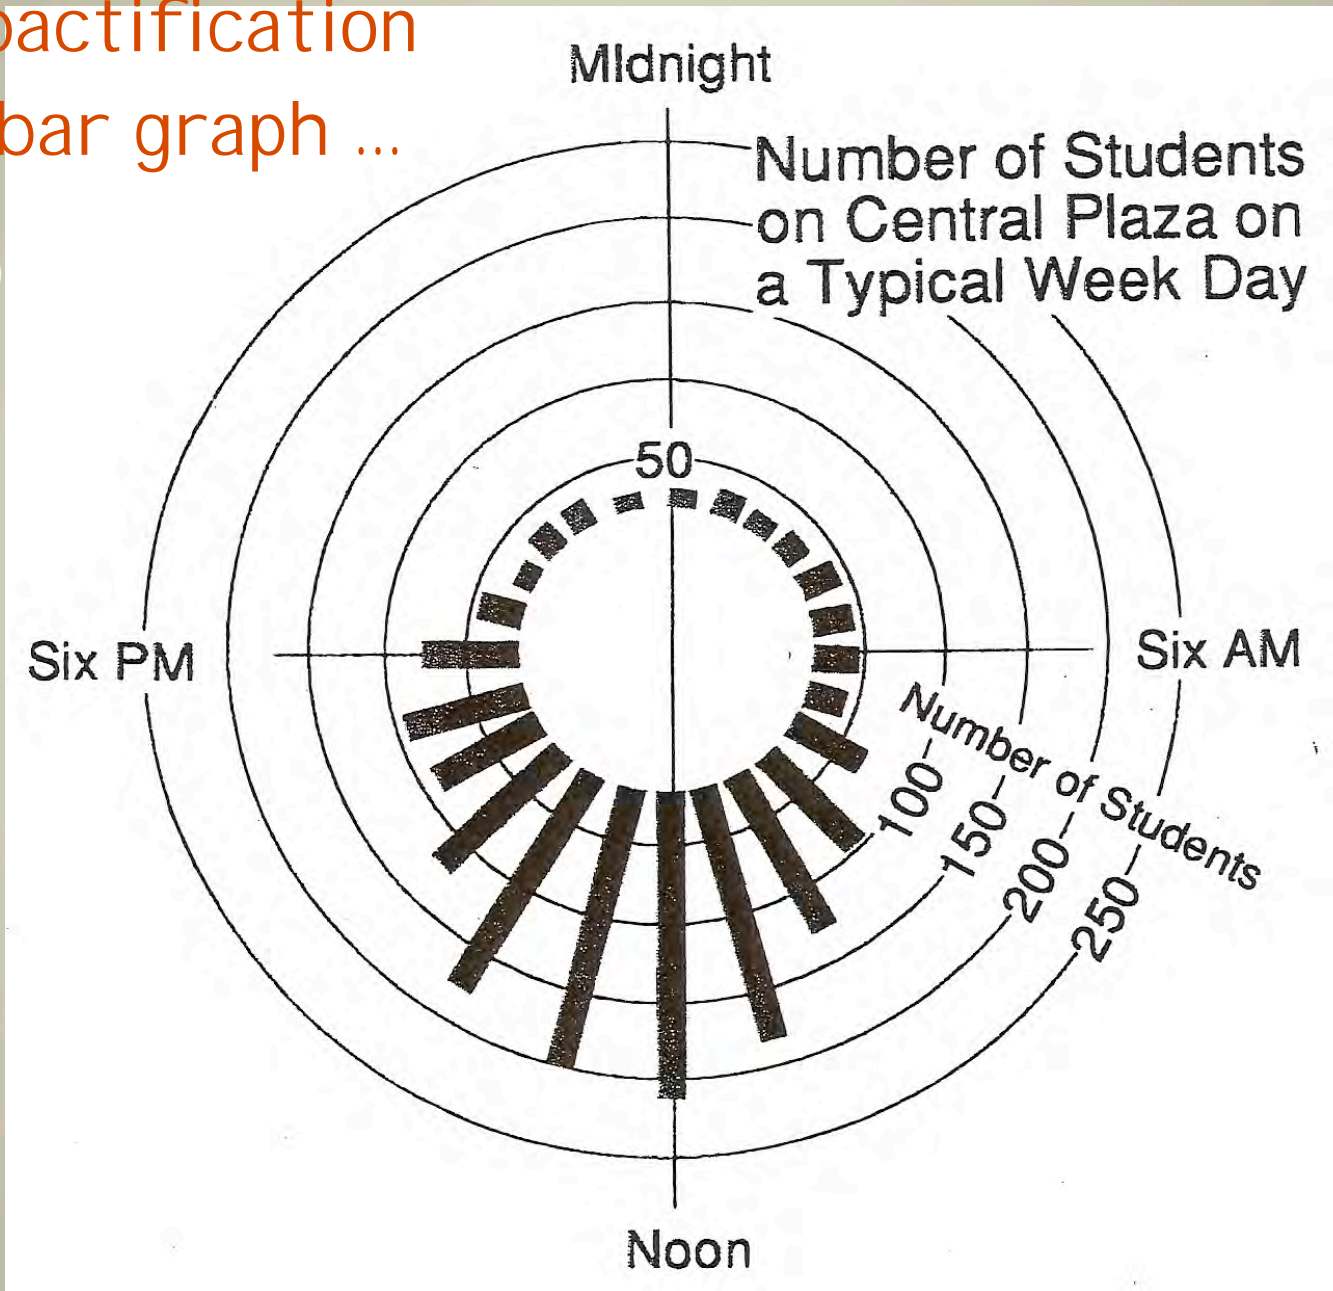 pactification
bar graph ...
MIdnight
Number of Students
on Central Plaza on
a Typical Week Day
50
Six PM
Six AM
Number of Students
100
150
200
250
Noon